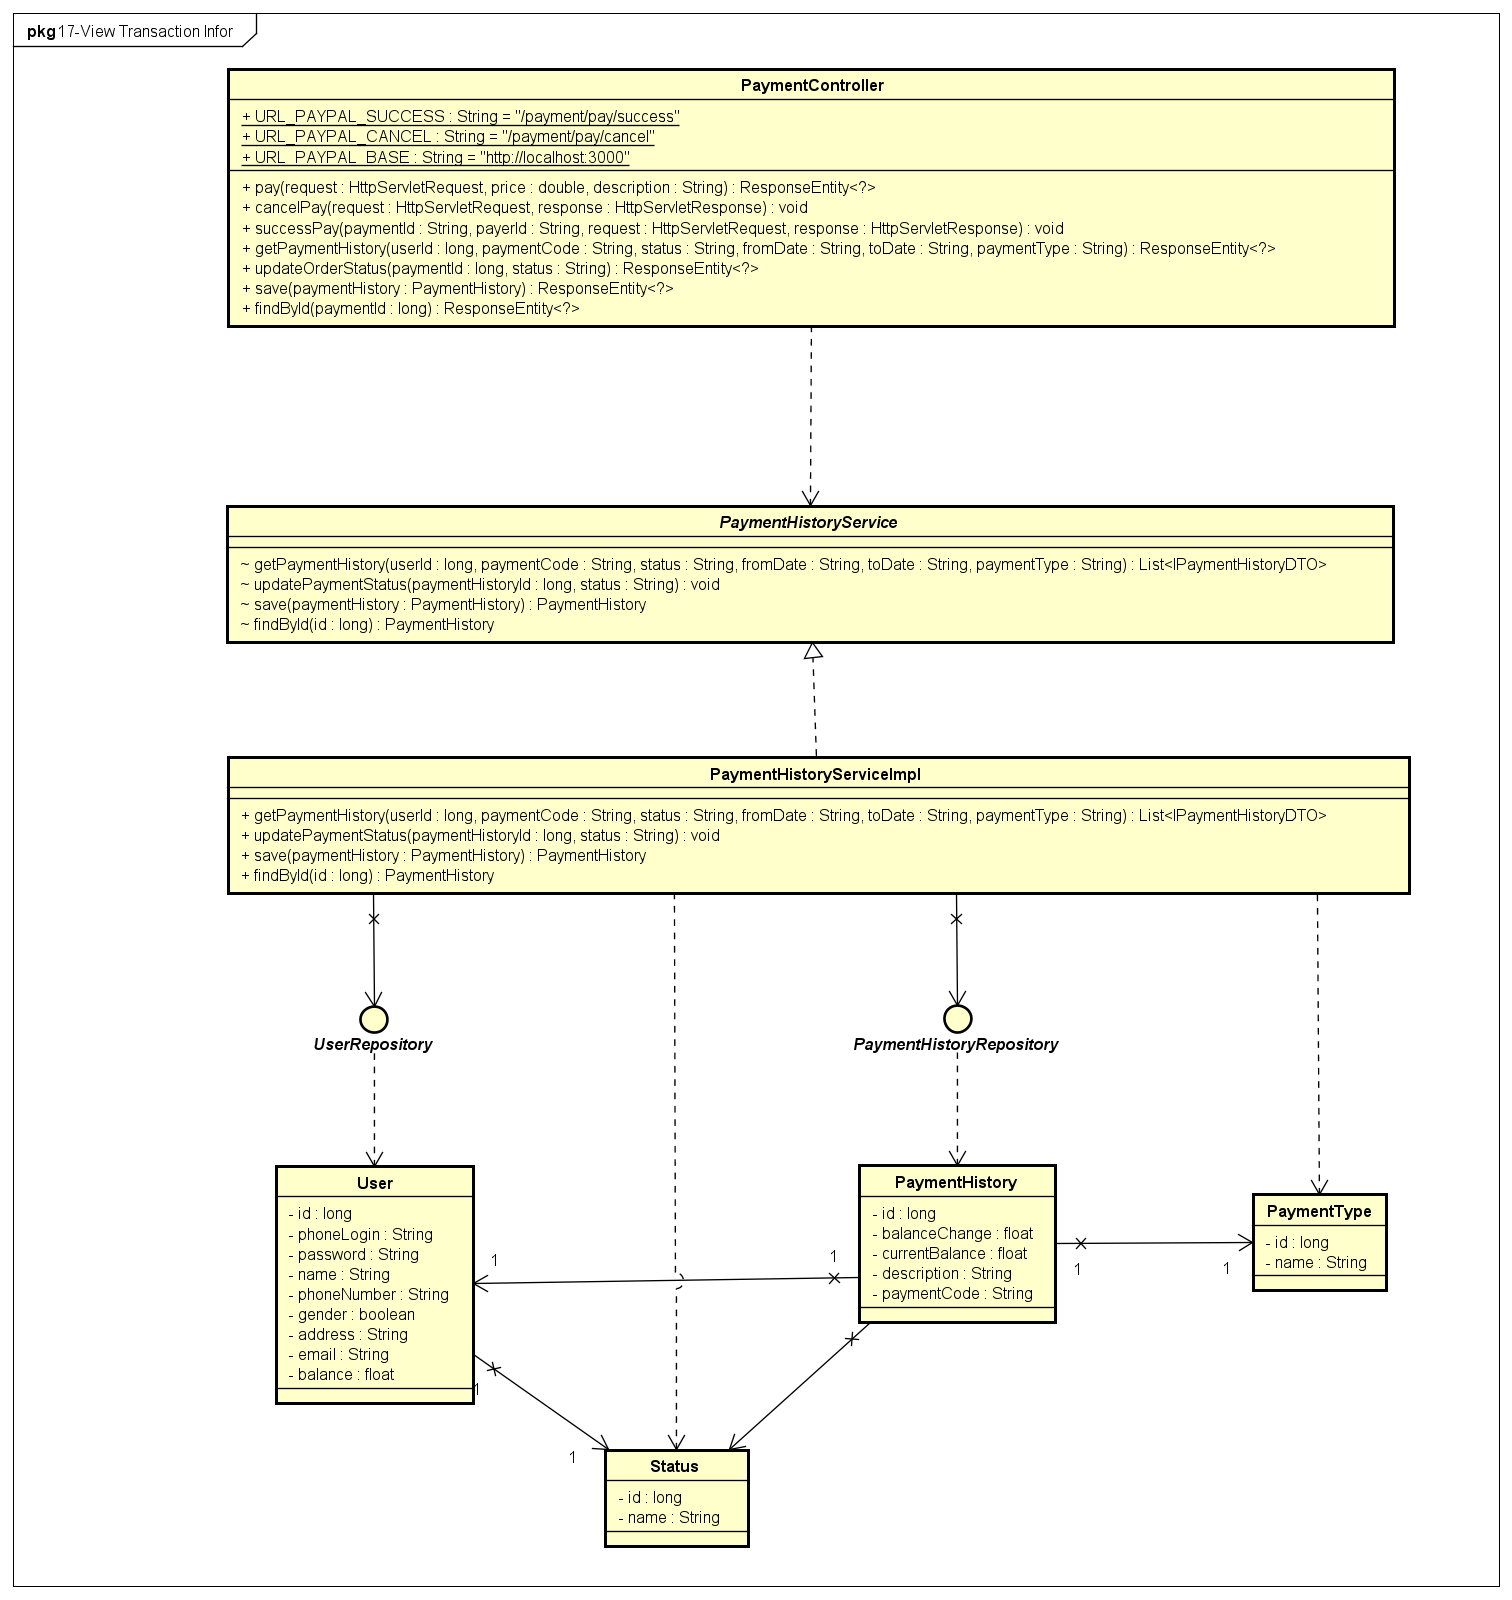 pkg 17-View Transaction Infor
PaymentController
+ URL_PAYPAL_SUCCESS : String = "/payment/pay/success"
+ URL_PAYPAL_CANCEL : String = "/payment/pay/cancel"
+ URL_PAYPAL_BASE : String = "http://localhost:3000"
+ pay(request : HttpServletRequest, price : double, description : String) : ResponseEntity<?>
+ cancelPay(request : HttpServletRequest, response : HttpServletResponse) : void
+ successPay(paymentId : String, payerId : String, request : HttpServletRequest, response : HttpServletResponse) : void
+ getPaymentHistory(userId : long, paymentCode : String, status : String, fromDate : String, toDate : String, paymentType : String) : ResponseEntity<?>
+ updateOrderStatus(paymentId : long, status : String) : ResponseEntity<?>
+ save(paymentHistory : PaymentHistory) : ResponseEntity<?>
+ findById(paymentId : long) : ResponseEntity<?>
PaymentHistoryService
~ getPaymentHistory(userId : long, paymentCode : String, status : String, fromDate : String, toDate : String, paymentType : String) : List<IPaymentHistoryDTO>
~ updatePaymentStatus(paymentHistoryId : long, status : String) : void
~ save(paymentHistory : PaymentHistory) : PaymentHistory
~ findById(id : long) : PaymentHistory
PaymentHistoryServiceImpl
+ getPaymentHistory(userId : long, paymentCode : String, status : String, fromDate : String, toDate : String, paymentType : String) : List<IPaymentHistoryDTO>
+ updatePaymentStatus(paymentHistoryId : long, status : String) : void
+ save(paymentHistory : PaymentHistory) : PaymentHistory
+ findById(id : long) : PaymentHistory
UserRepository
PaymentHistoryRepository
User
- id : long
- phoneLogin : String
- password : String
- name : String
- phoneNumber : String
- gender : boolean
- address : String
- email : String
- balance : float
PaymentHistory
- id : long
- balanceChange : float
- currentBalance : float
- description : String
- paymentCode : String
PaymentType
- id : long
- name : String
1
1
1
1
1
1
Status
- id : long
- name : String